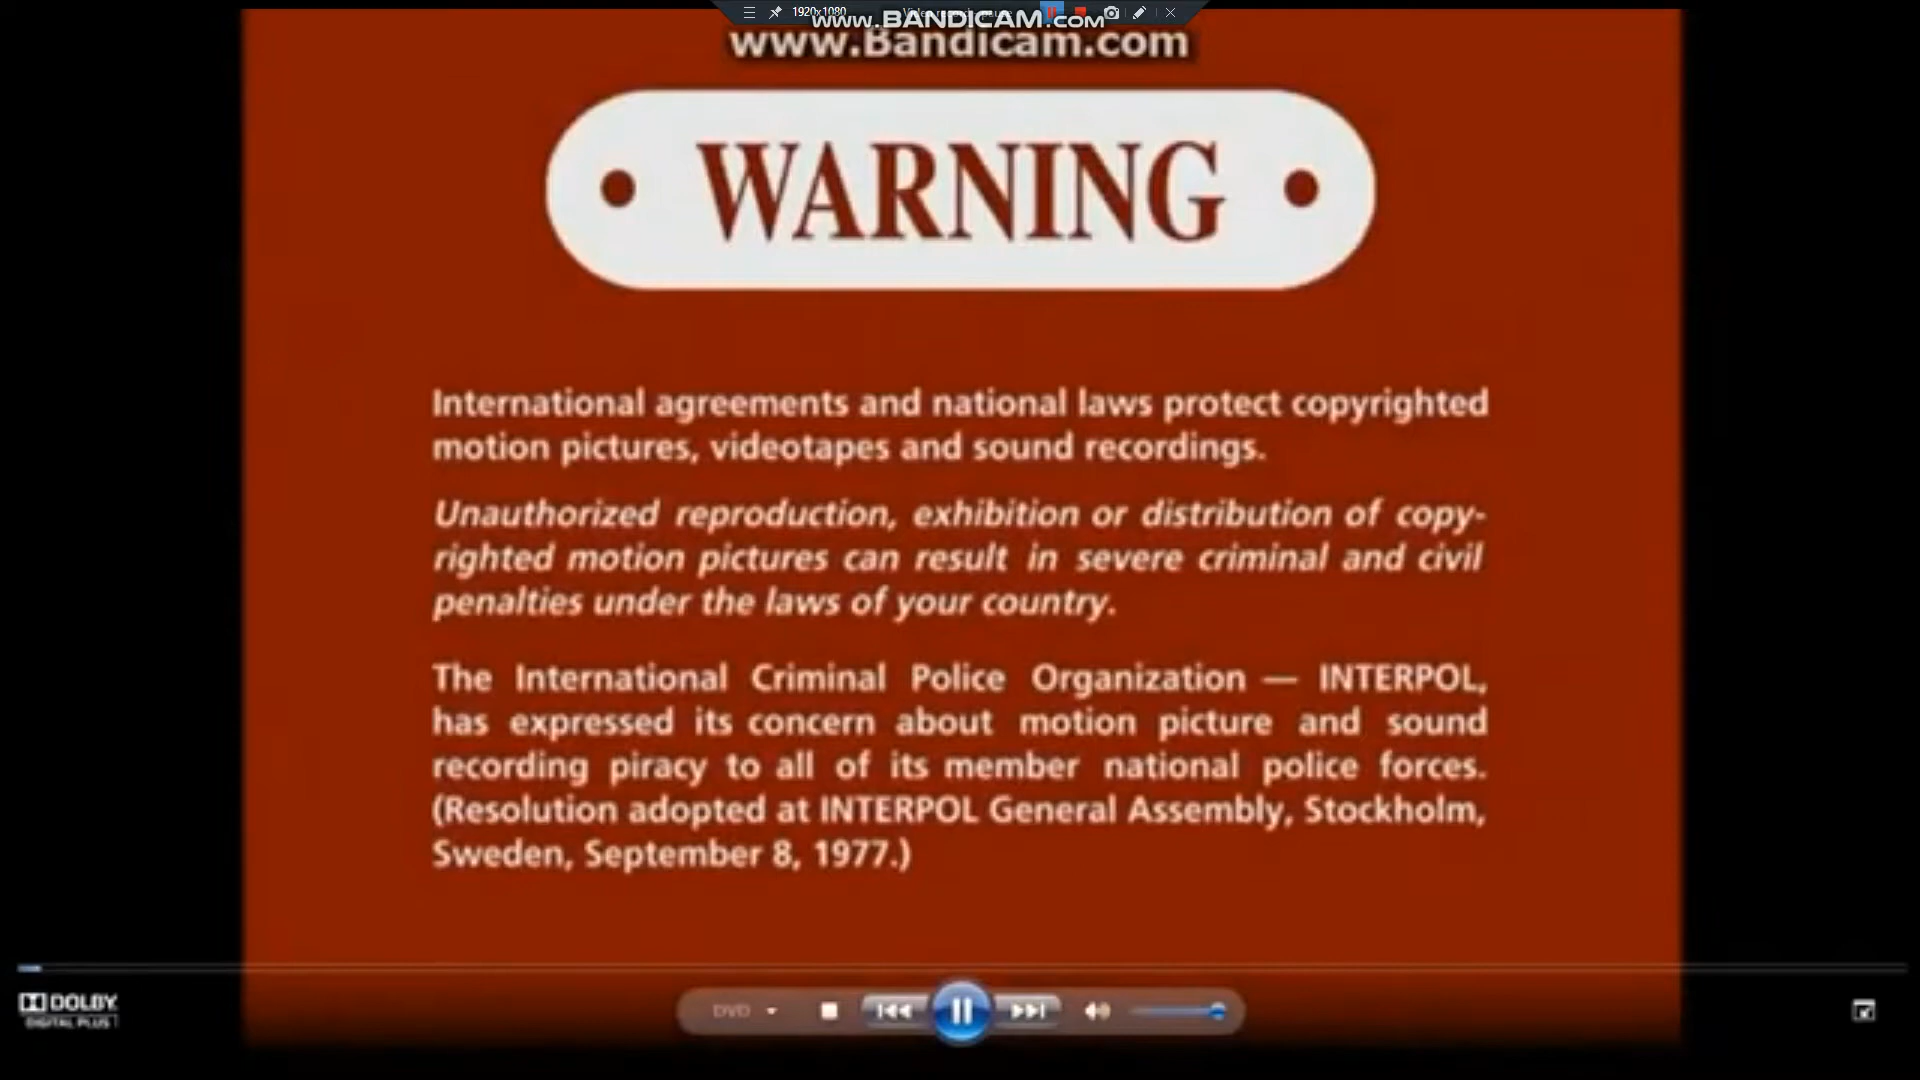 1920x1080
www.BANDICAM.com
www.Bandicam.com
• WARNING •
International agreements and national laws protect copyrighted
motion pictures, videotapes and sound recordings.
Unauthorized reproduction, exhibition or distribution of copy-
righted motion pictures can result in severe criminal and civil
penalties under the laws of your country.
The International Criminal Police Organization — INTERPOL,
has expressed its concern about motion picture and sound
recording piracy to all of its member national police forces.
(Resolution adopted at INTERPOL General Assembly, Stockholm,
Sweden, September 8, 1977.)
DOLBY
DIGITAL PLUS
DVD